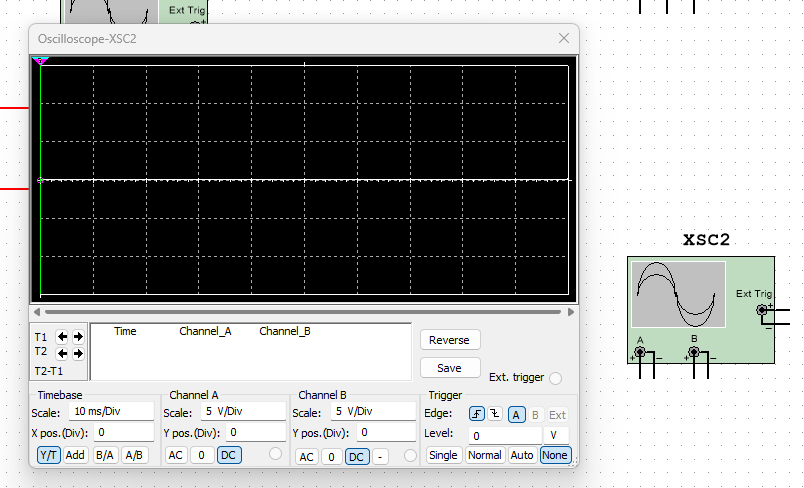 Ext Trig
Oscilloscope-XSC2
XSC2
Ext Trig
+
−
A
B
+ − + −
Time Channel_A Channel_B
T1
T2
T2-T1
Reverse
Save
Ext. trigger
Timebase
Scale: 10 ms/Div
X pos.(Div): 0
Y/T Add B/A A/B
Channel A
Scale: 5 V/Div
Y pos.(Div): 0
AC 0 DC
Channel B
Scale: 5 V/Div
Y pos.(Div): 0
AC 0 DC -
Trigger
Edge: A B Ext
Level: 0 V
Single Normal Auto None